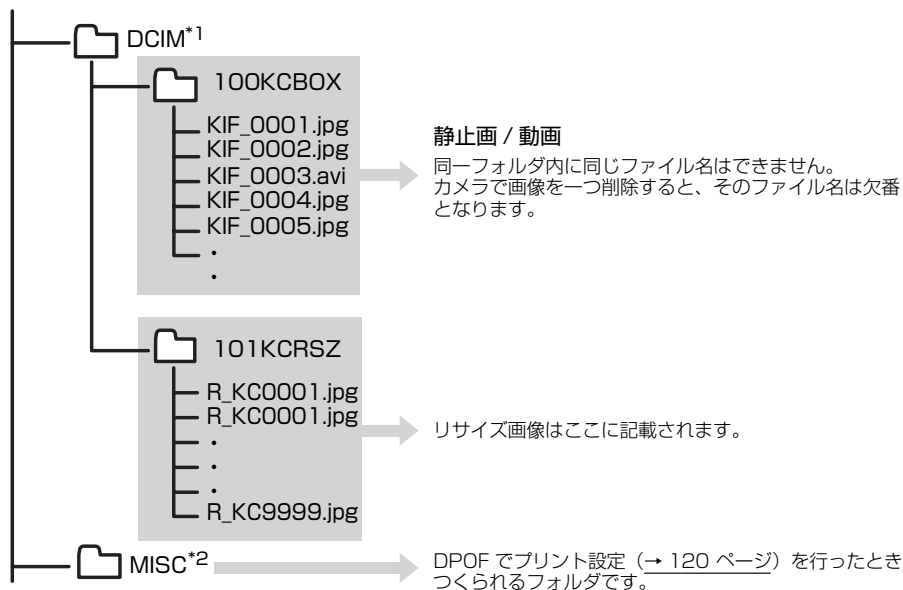 DCIM*1
100KCBOX
KIF_0001.jpg
KIF_0002.jpg
KIF_0003.avi
KIF_0004.jpg
KIF_0005.jpg
・
・
静止画 / 動画
同一フォルダ内に同じファイル名はできません。
カメラで画像を一つ削除すると、そのファイル名は欠番
となります。
101KCRSZ
R_KC0001.jpg
R_KC0001.jpg
・
・
・
R_KC9999.jpg
リサイズ画像はここに記載されます。
MISC*2
DPOF でプリント設定（→ 120 ページ）を行ったとき
つくられるフォルダです。